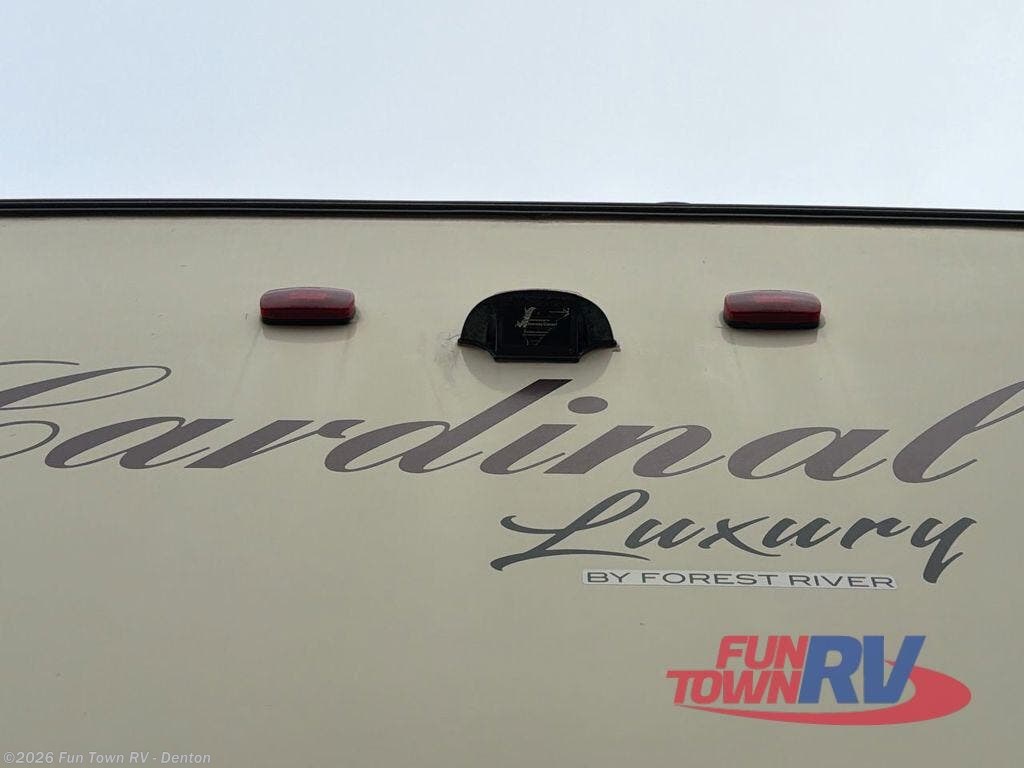 Cardinal
Luxury
BY FOREST RIVER
FUN
TOWN RV
©2026 Fun Town RV - Denton